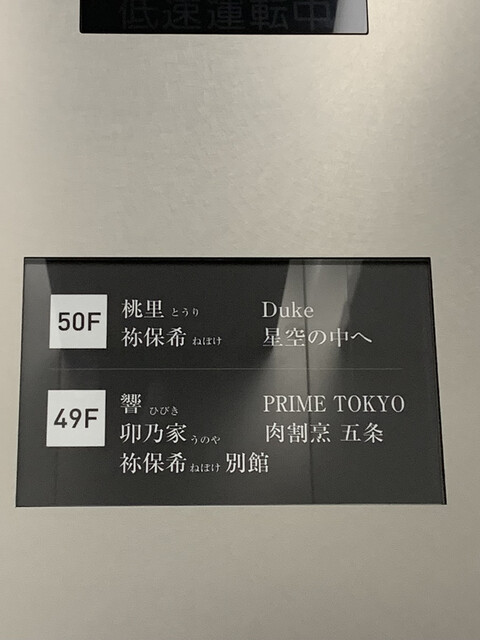 低速運転中
50F
桃里 とうり Duke
祢保希 ねぼけ 星空の中へ
49F
響 ひびき PRIME TOKYO
卯乃家 うのや 肉割烹 五条
祢保希 ねぼけ 別館